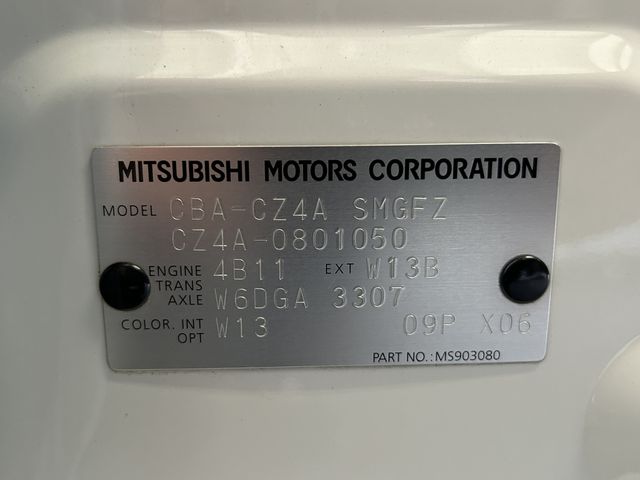 MITSUBISHI MOTORS CORPORATION
MODEL CBA-CZ4A SMGFZ
CZ4A-0801050
ENGINE 4B11 EXT W13B
TRANS AXLE W6DGA 3307
COLOR. INT OPT W13 09P X06
PART NO.: MS903080